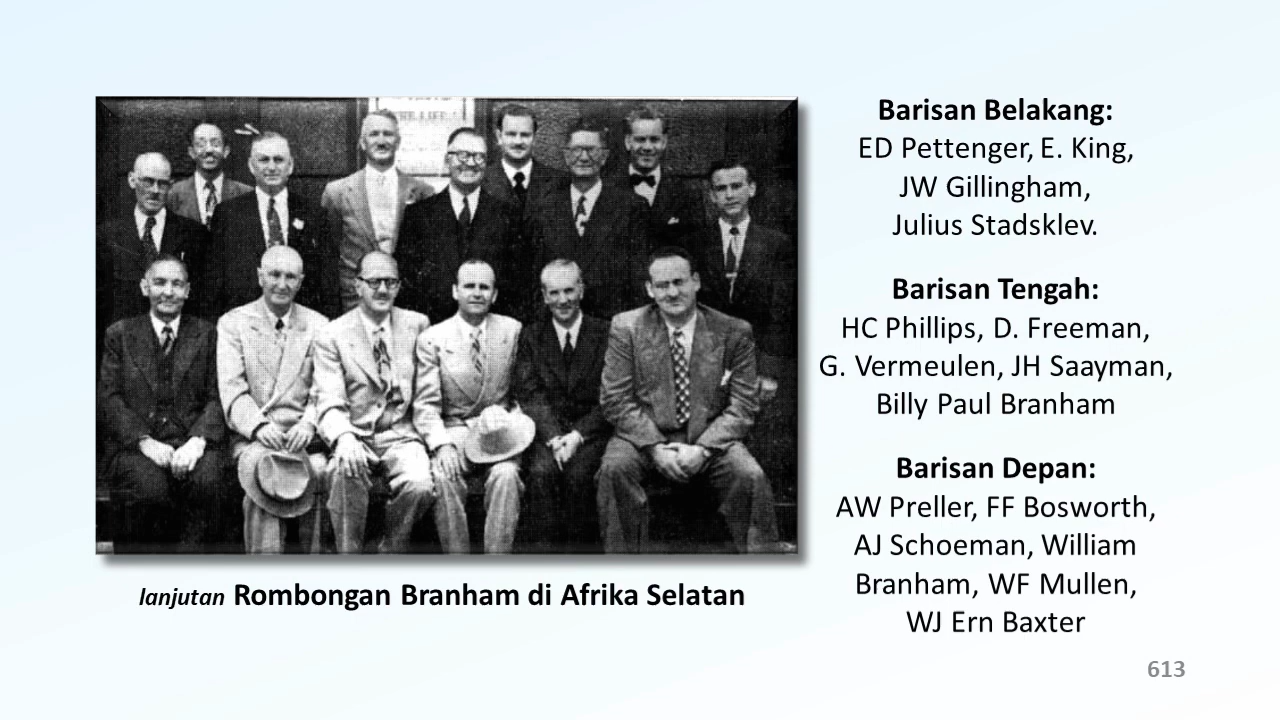 Barisan Belakang:
ED Pettenger, E. King,
JW Gillingham,
Julius Stadsklev.
Barisan Tengah:
HC Phillips, D. Freeman,
G. Vermeulen, JH Saayman,
Billy Paul Branham
Barisan Depan:
AW Preller, FF Bosworth,
AJ Schoeman, William
Branham, WF Mullen,
WJ Ern Baxter
lanjutan Rombongan Branham di Afrika Selatan
613